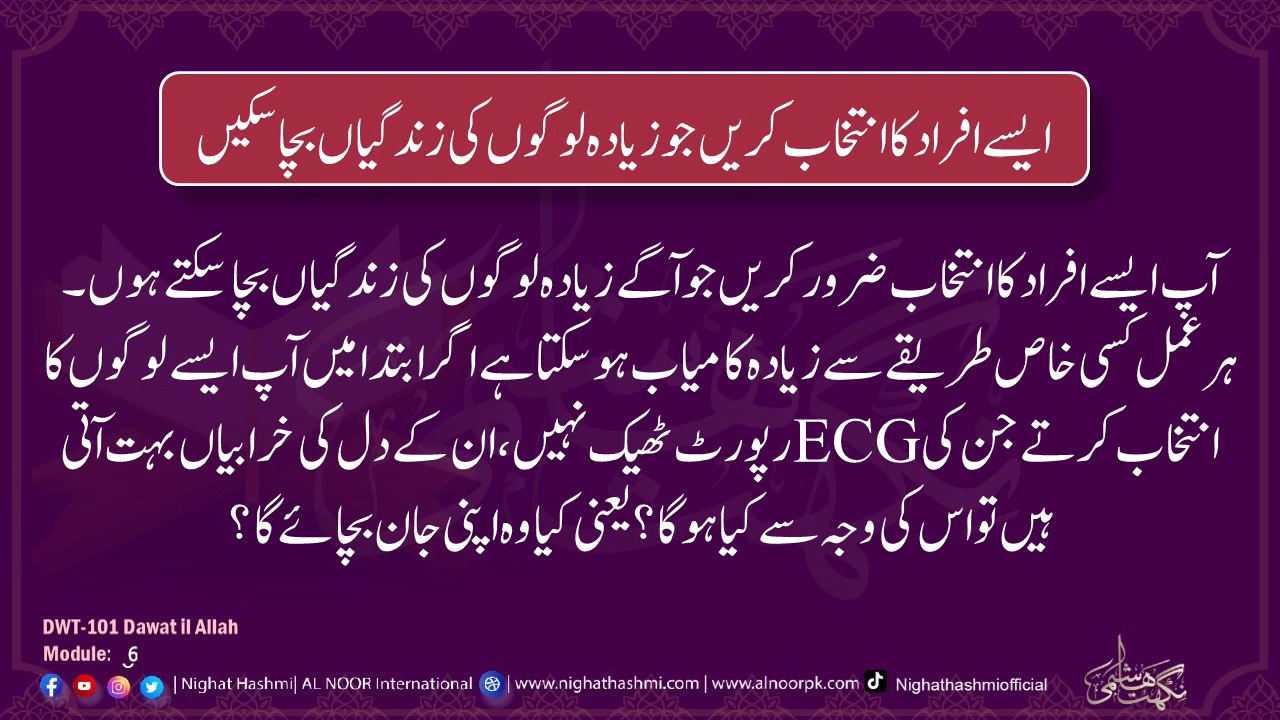 ایسے افراد کا انتخاب کریں جو زیادہ لوگوں کی زندگیاں بچا سکیں
آپ ایسے افراد کا انتخاب ضرور کریں جو آگے زیادہ لوگوں کی زندگیاں بچا سکتے ہوں۔
ہر عمل کسی خاص طریقے سے زیادہ کامیاب ہو سکتا ہے اگر ابتدا میں آپ ایسے لوگوں کا
انتخاب کرتے جن کی ECG رپورٹ ٹھیک نہیں، ان کے دل کی خرابیاں بہت آتی
ہیں تو اس کی وجہ سے کیا ہو گا؟ یعنی کیا وہ اپنی جان بچائے گا؟
DWT-101 Dawat il Allah
Module: 6
| Nighat Hashmi| AL NOOR International | www.nighathashmi.com | www.alnoorpk.com Nighathashmiofficial
نگہت ہاشمی